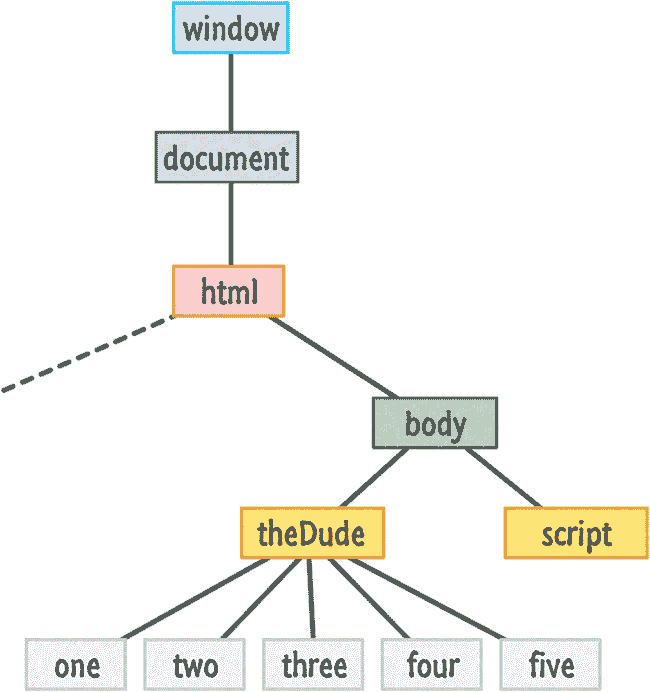 window
document
html
body
theDude
script
one
two
three
four
five